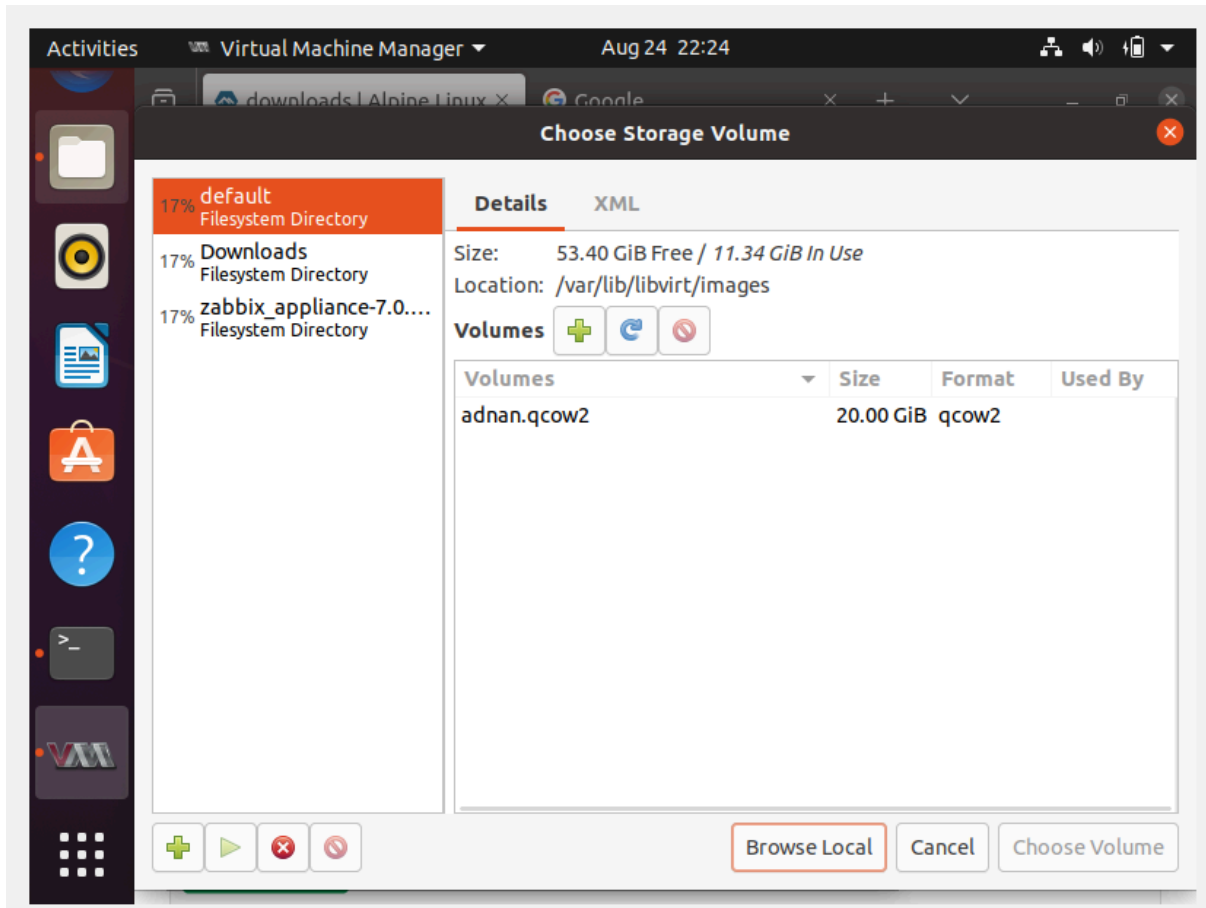 Activities Virtual Machine Manager Aug 24 22:24
downloads | Alpine Linux Google
Choose Storage Volume
17% default
Filesystem Directory
17% Downloads
Filesystem Directory
17% zabbix_appliance-7.0....
Filesystem Directory
Details XML
Size: 53.40 GiB Free / 11.34 GiB In Use
Location: /var/lib/libvirt/images
Volumes
Volumes Size Format Used By
adnan.qcow2 20.00 GiB qcow2
Browse Local Cancel Choose Volume